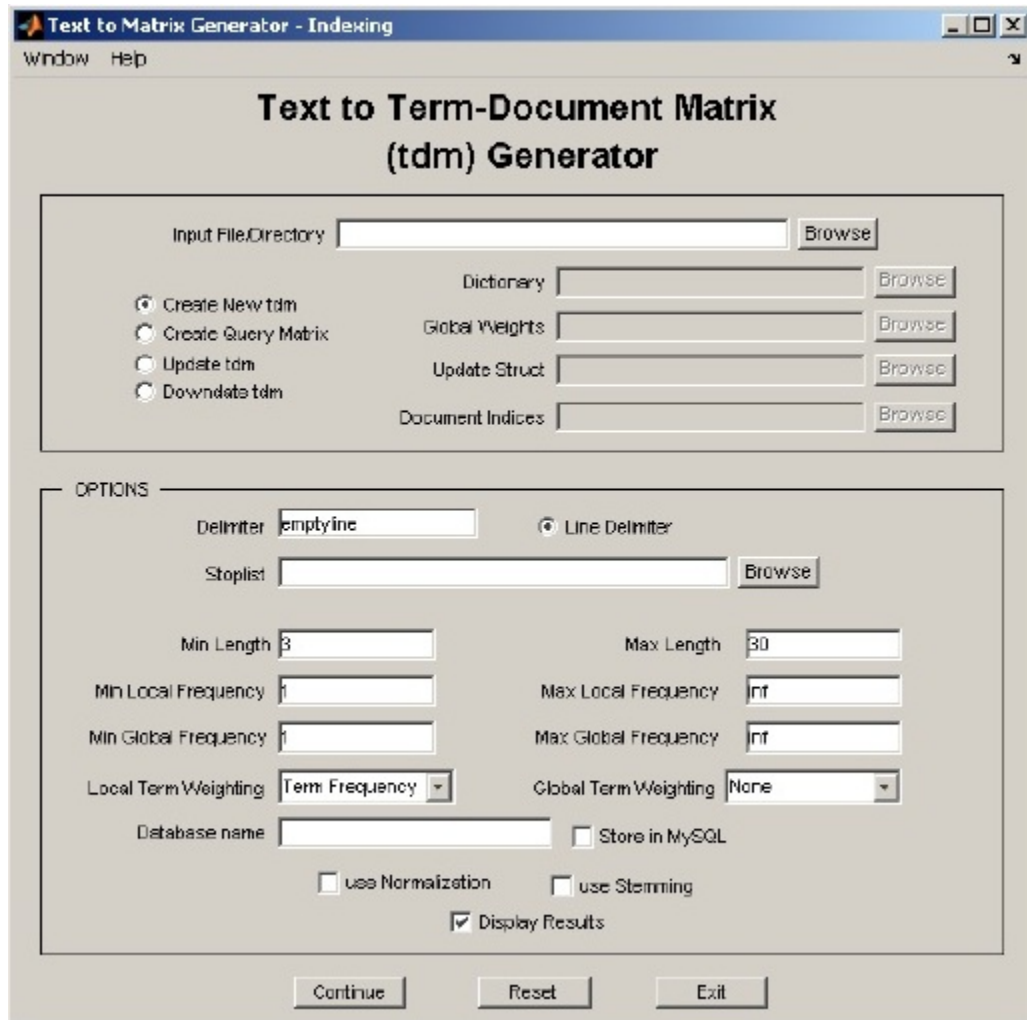 Text to Matrix Generator - Indexing
Window Help
Text to Term-Document Matrix
(tdm) Generator
Input File/Directory Browse
Dictionary Browse
Create New tdm
Global Weights Browse
Create Query Matrix
Update tdm
Update Struct Browse
Downdate tdm
Document Indices Browse
OPTIONS
Delimiter emptyline Line Delimiter
Stoplist Browse
Min Length 3 Max Length 30
Min Local Frequency 1 Max Local Frequency inf
Min Global Frequency 1 Max Global Frequency inf
Local Term Weighting Term Frequency Global Term Weighting None
Database name Store in MySQL
use Normalization use Stemming
Display Results
Continue Reset Exit